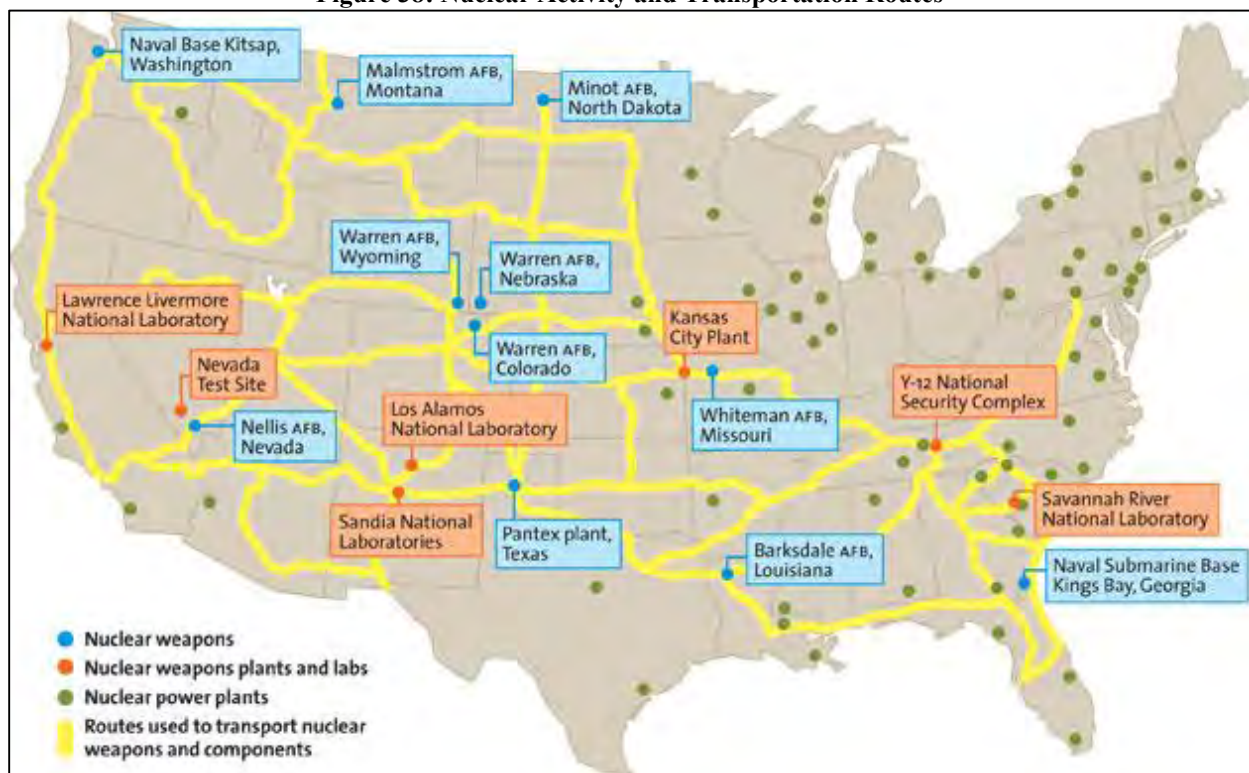 Figure 38: Nuclear Activity and Transportation Routes
Naval Base Kitsap,
Washington
Malmstrom AFB,
Montana
Minot AFB,
North Dakota
Warren AFB,
Wyoming
Warren AFB,
Nebraska
Lawrence Livermore
National Laboratory
Kansas
City Plant
Warren AFB,
Colorado
Nevada
Test Site
Y-12 National
Security Complex
Los Alamos
National Laboratory
Whiteman AFB,
Missouri
Nellis AFB,
Nevada
Savannah River
National Laboratory
Sandia National
Laboratories
Pantex plant,
Texas
Barksdale AFB,
Louisiana
Naval Submarine Base
Kings Bay, Georgia
Nuclear weapons
Nuclear weapons plants and labs
Nuclear power plants
Routes used to transport nuclear
weapons and components